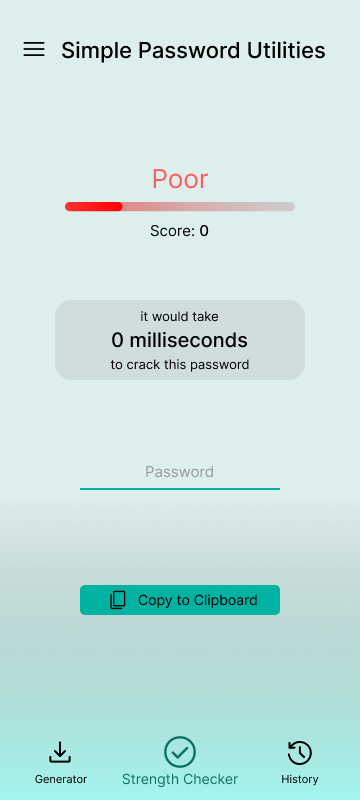 Simple Password Utilities
Poor
Score: 0
it would take
0 milliseconds
to crack this password
Password
Copy to Clipboard
Generator
Strength Checker
History